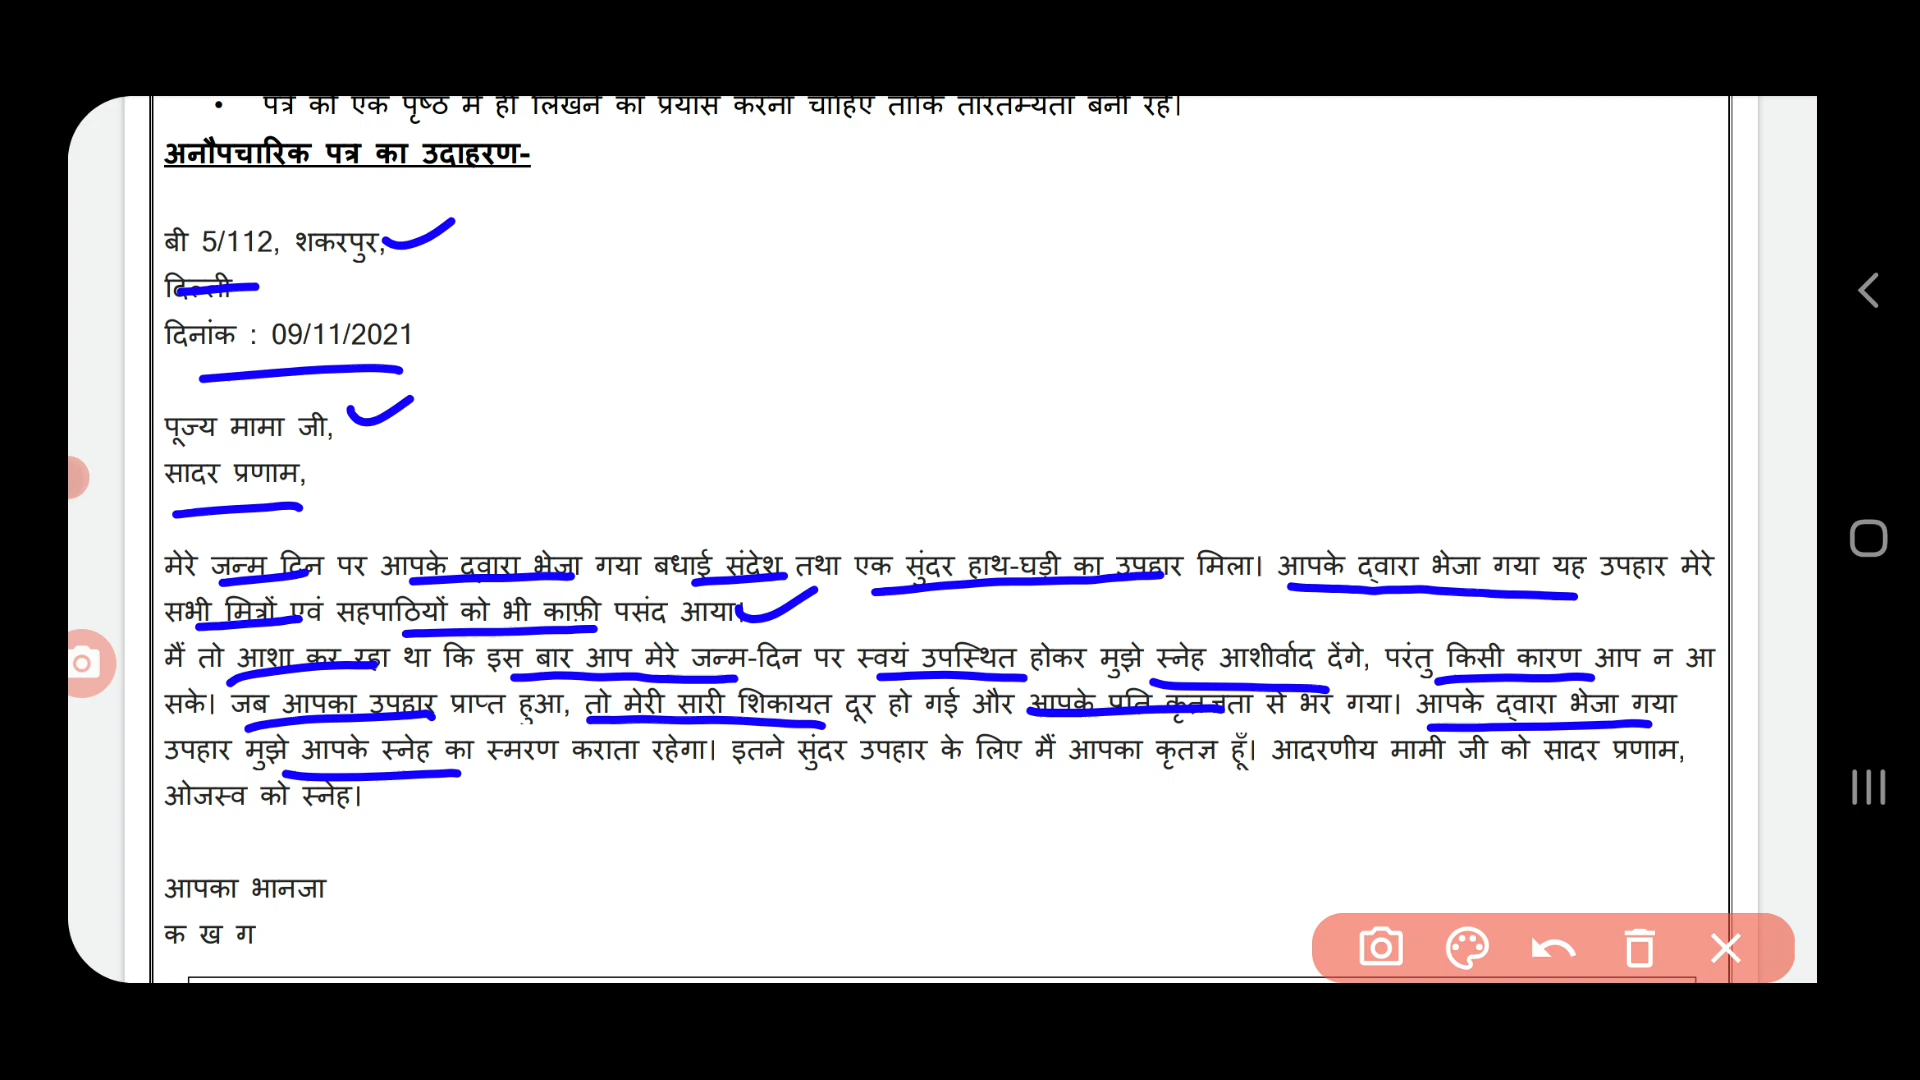 • पत्र को एक पृष्ठ में ही लिखने का प्रयास करना चाहिए ताकि तारतम्यता बनी रहे।
अनौपचारिक पत्र का उदाहरण-
बी 5/112, शकरपुर,
दिल्ली
दिनांक : 09/11/2021
पूज्य मामा जी,
सादर प्रणाम,
मेरे जन्म दिन पर आपके द्वारा भेजा गया बधाई संदेश तथा एक सुंदर हाथ-घड़ी का उपहार मिला। आपके द्वारा भेजा गया यह उपहार मेरे
सभी मित्रों एवं सहपाठियों को भी काफ़ी पसंद आया।
मैं तो आशा कर रहा था कि इस बार आप मेरे जन्म-दिन पर स्वयं उपस्थित होकर मुझे स्नेह आशीर्वाद देंगे, परंतु किसी कारण आप न आ
सके। जब आपका उपहार प्राप्त हुआ, तो मेरी सारी शिकायत दूर हो गई और आपके प्रति कृतज्ञता से भर गया। आपके द्वारा भेजा गया
उपहार मुझे आपके स्नेह का स्मरण कराता रहेगा। इतने सुंदर उपहार के लिए मैं आपका कृतज्ञ हूँ। आदरणीय मामी जी को सादर प्रणाम,
ओजस्व को स्नेह।
आपका भानजा
क ख ग